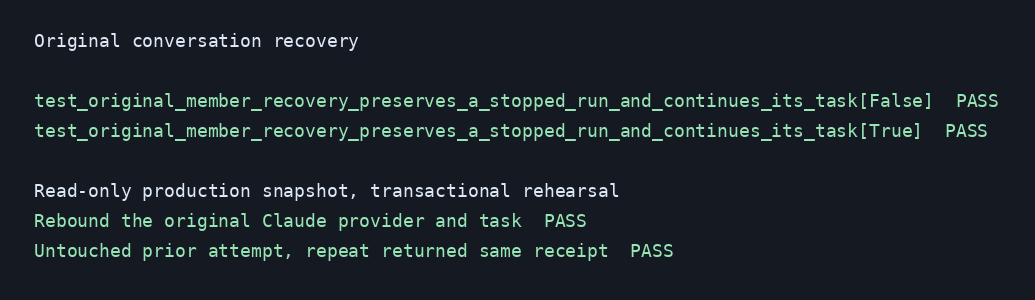 Original conversation recovery
test_original_member_recovery_preserves_a_stopped_run_and_continues_its_task[False]  PASS
test_original_member_recovery_preserves_a_stopped_run_and_continues_its_task[True]  PASS
Read-only production snapshot, transactional rehearsal
Rebound the original Claude provider and task  PASS
Untouched prior attempt, repeat returned same receipt  PASS